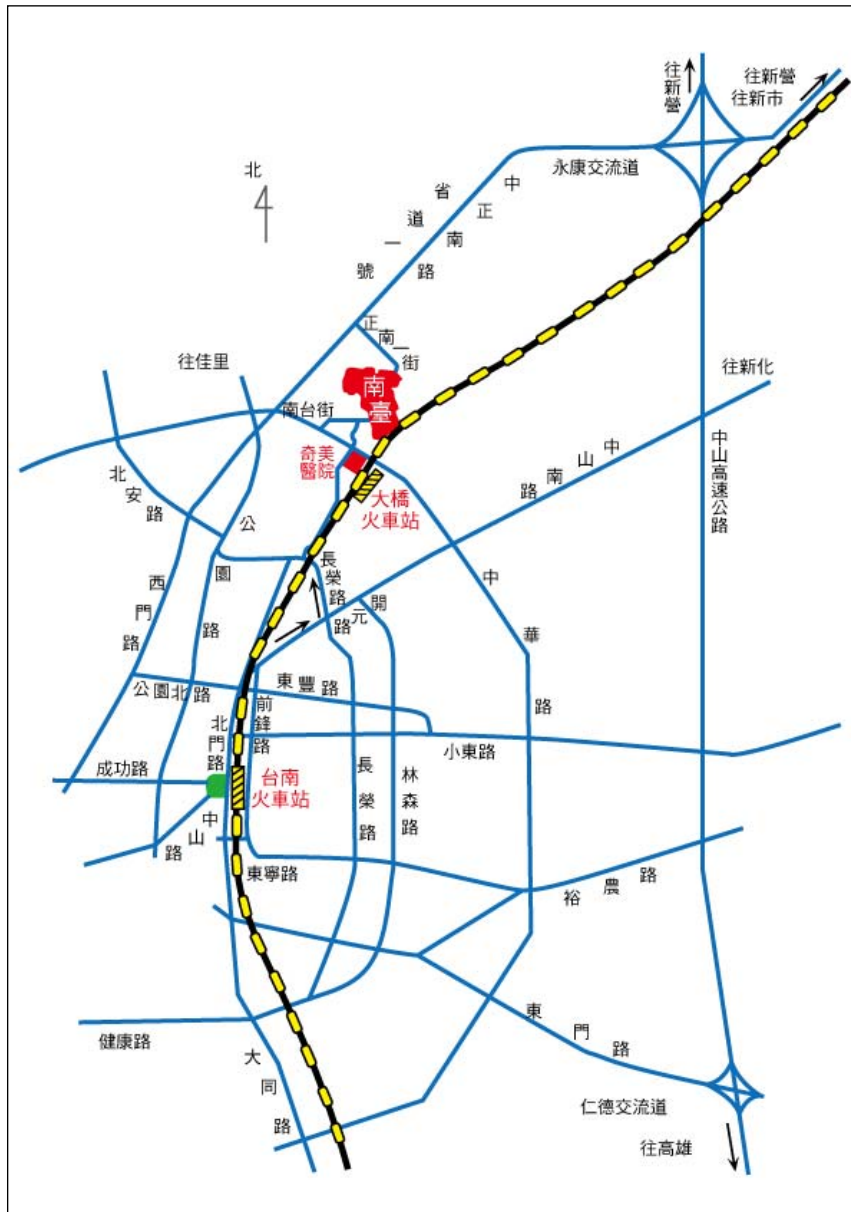 往新營
往新營
往新市
北
永康交流道
中正南路
省道一號
正南一街
往佳里
往新化
南臺
南台街
奇美
醫院
大橋
火車站
中山南路
中山高速公路
北安路
公園路
西門路
長榮路
開元路
中華路
公園北路
東豐路
北門路
前鋒路
小東路
成功路
台南
火車站
長榮路
林森路
中山路
東寧路
裕農路
東門路
健康路
大同路
仁德交流道
往高雄